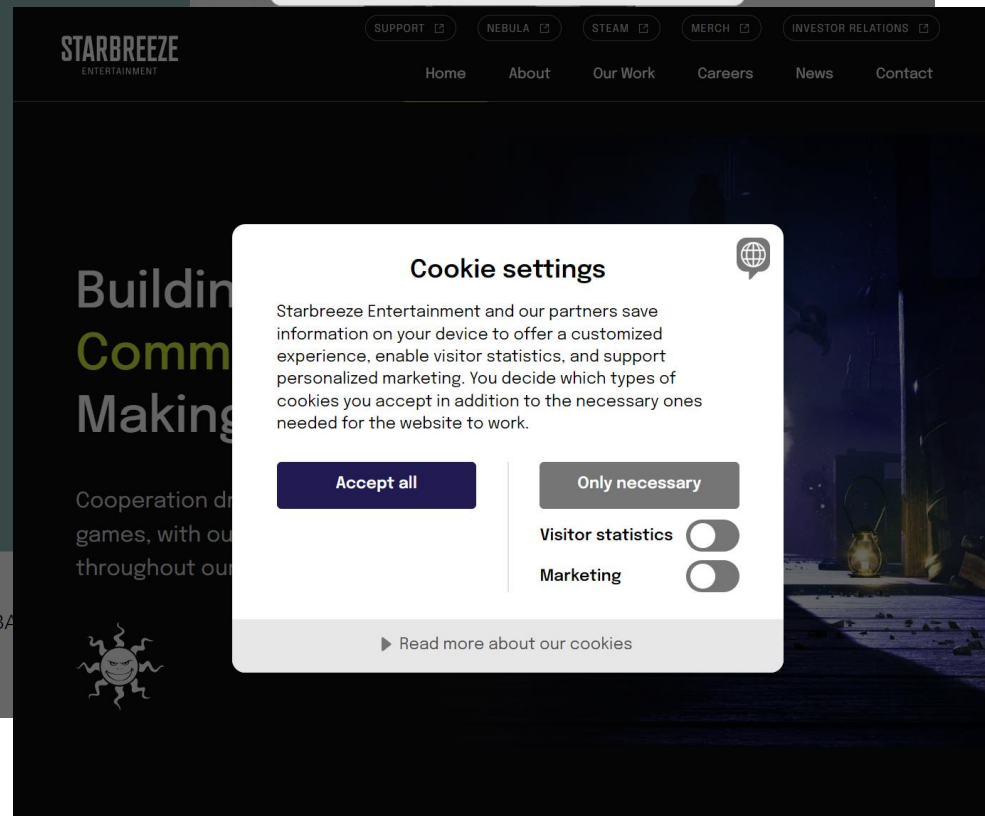 SUPPORT NEBULA STEAM MERCH INVESTOR RELATIONS
STARBREEZE
ENTERTAINMENT
Home About Our Work Careers News Contact
Buildin
Comm
Making
Cooperation dr
games, with ou
throughout our
BA
Cookie settings
Starbreeze Entertainment and our partners save
information on your device to offer a customized
experience, enable visitor statistics, and support
personalized marketing. You decide which types of
cookies you accept in addition to the necessary ones
needed for the website to work.
Accept all
Only necessary
Visitor statistics
Marketing
Read more about our cookies